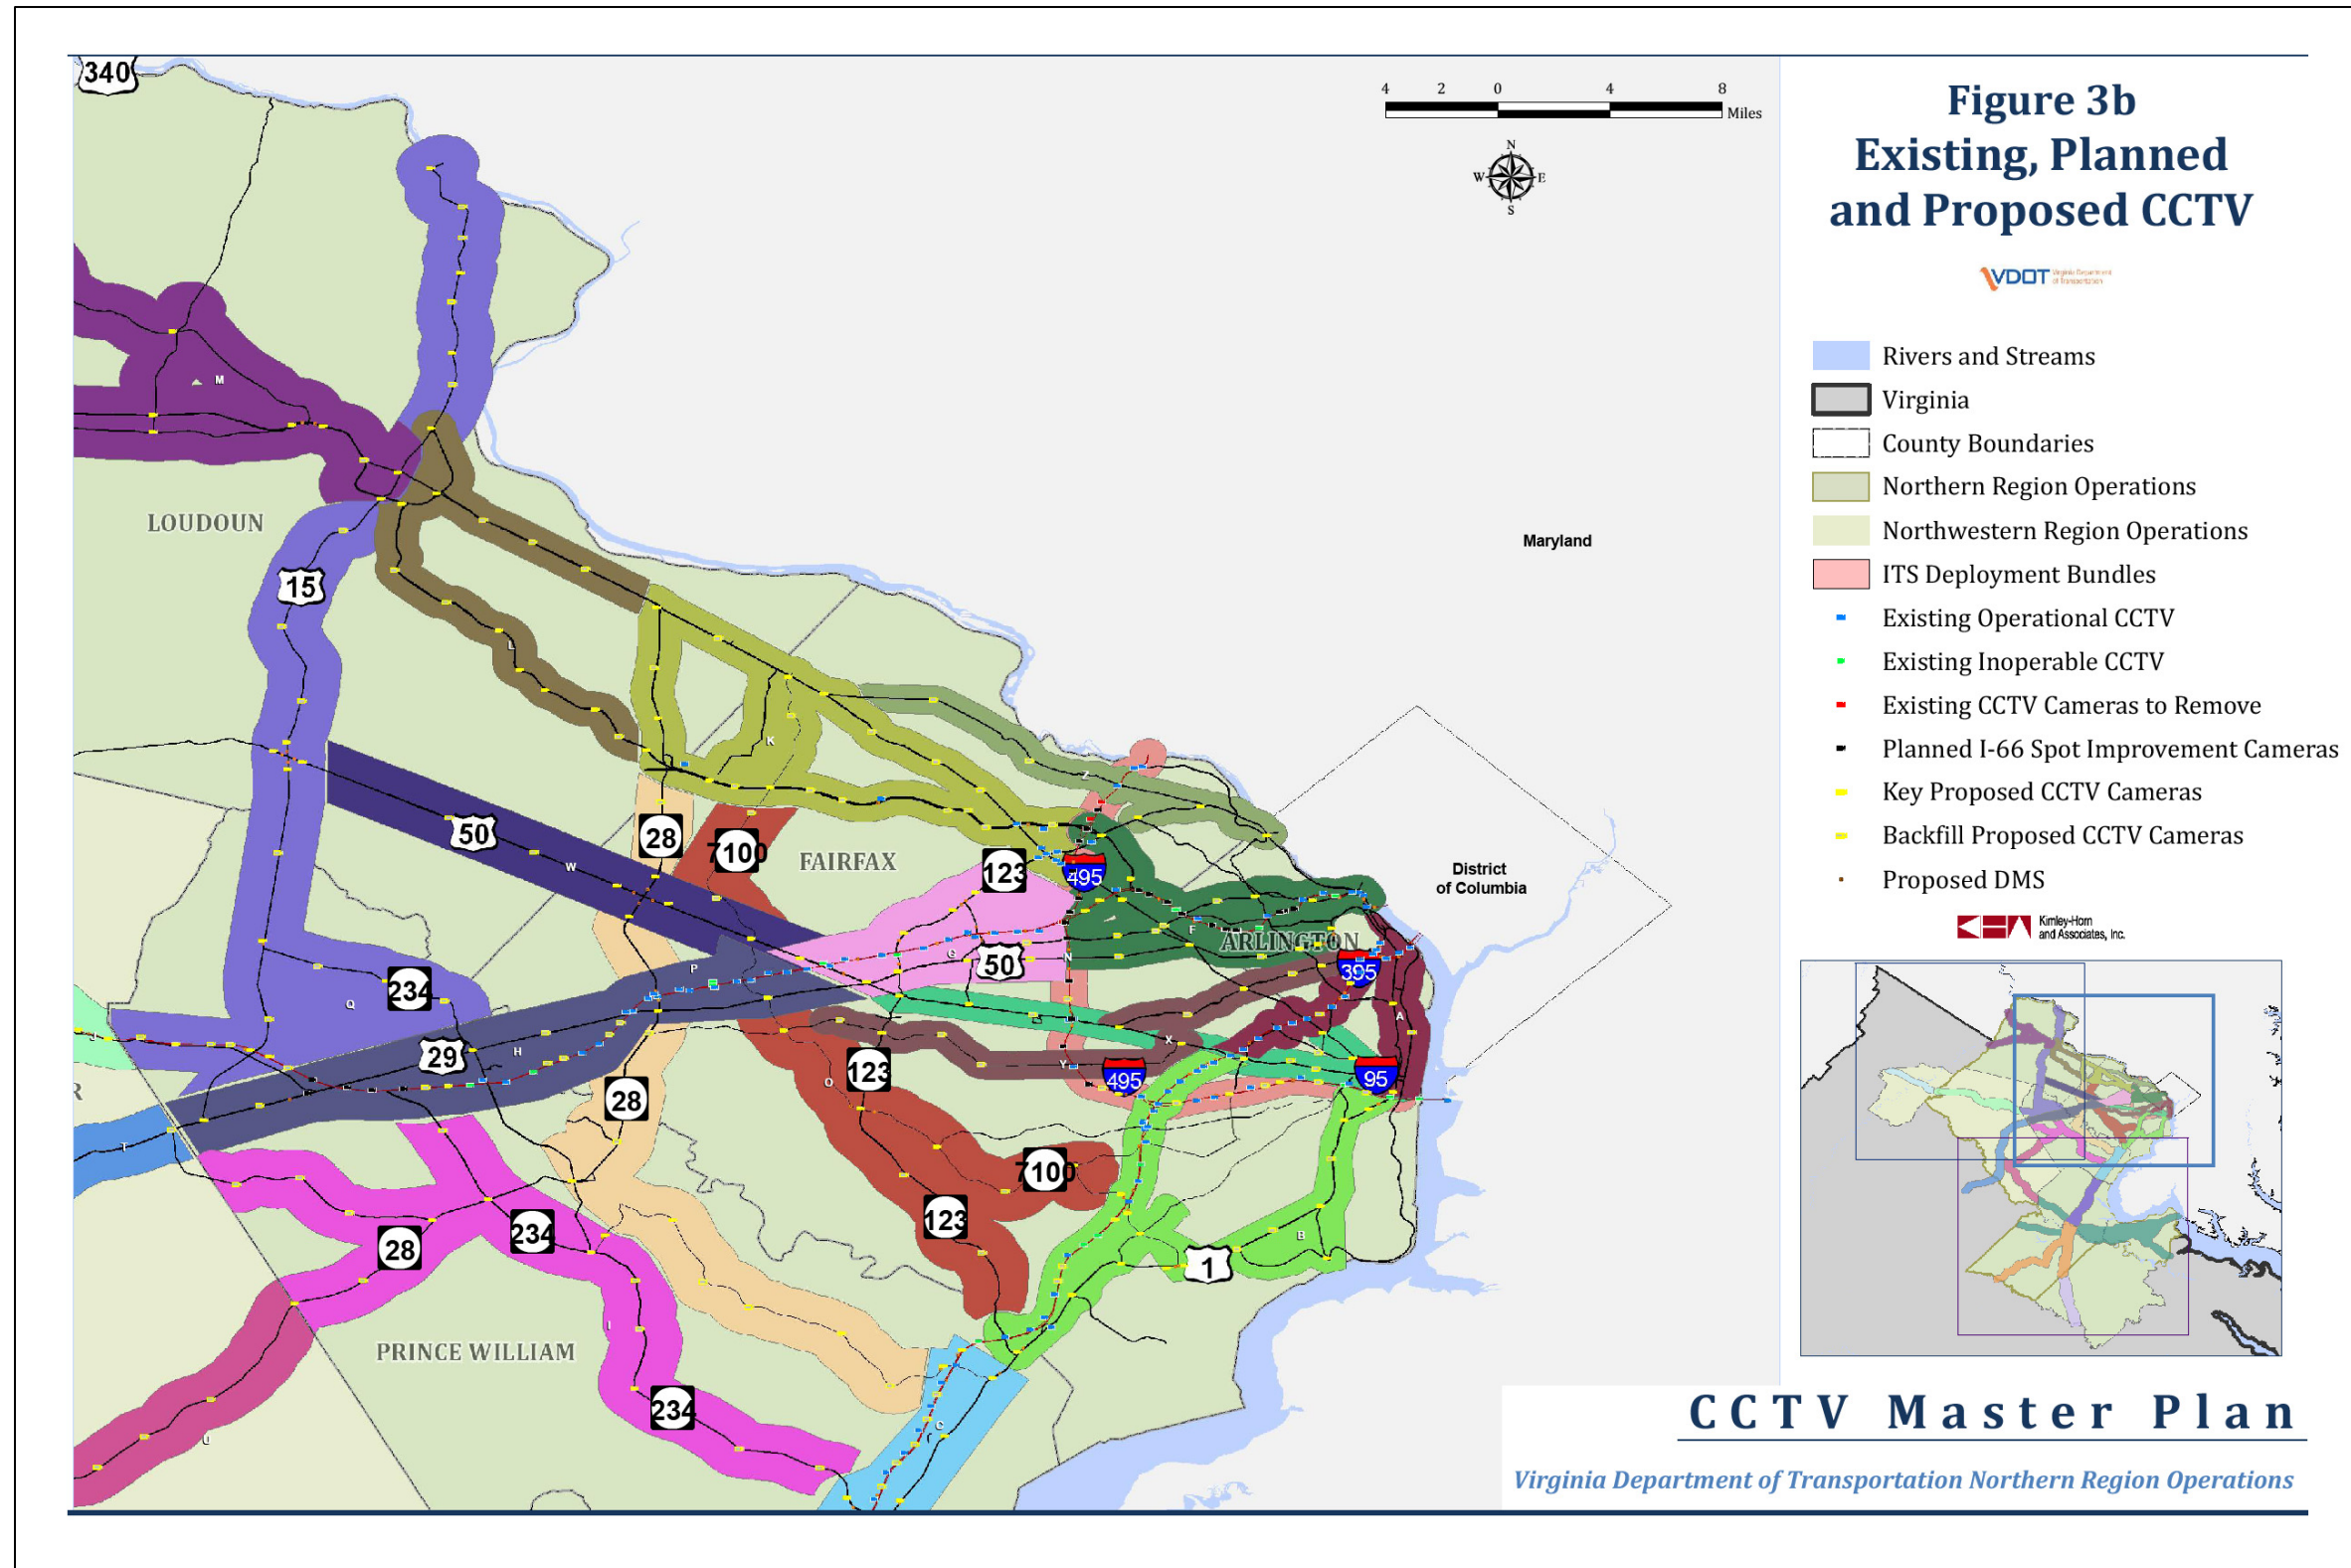 340
4 2 0 4 8
Miles
N
W E
S
Figure 3b
Existing, Planned
and Proposed CCTV
VDOT Virginia Department
of Transportation
Rivers and Streams
Virginia
County Boundaries
Northern Region Operations
Northwestern Region Operations
ITS Deployment Bundles
Existing Operational CCTV
Existing Inoperable CCTV
Existing CCTV Cameras to Remove
Planned I-66 Spot Improvement Cameras
Key Proposed CCTV Cameras
Backfill Proposed CCTV Cameras
Proposed DMS
Kimley-Horn
and Associates, Inc.
M
LOUDOUN
Maryland
15
L
K
Z
50
28
7100
FAIRFAX
123
495
W
District
of Columbia
F
ARLINGTON
P
G
50
N
395
Q
234
A
J
29
H
X
Y
O
123
495
95
R
28
T
7100
28
234
123
1
B
I
PRINCE WILLIAM
234
U
C
CCTV Master Plan
Virginia Department of Transportation Northern Region Operations